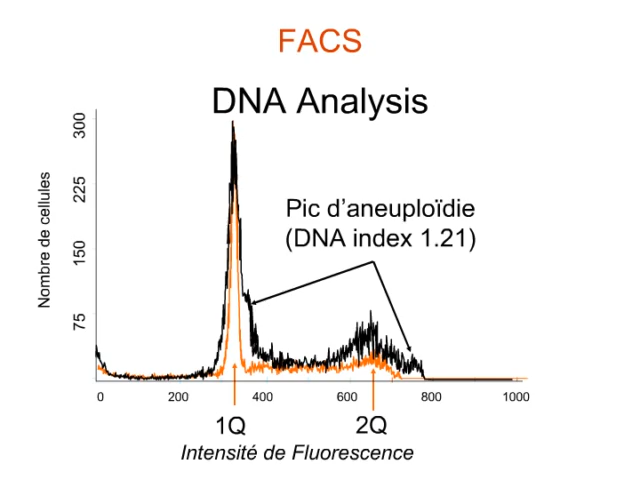 FACS
DNA Analysis
300
225
150
75
Nombre de cellules
Pic d'aneuploïdie
(DNA index 1.21)
0 200 400 600 800 1000
1Q 2Q
Intensité de Fluorescence